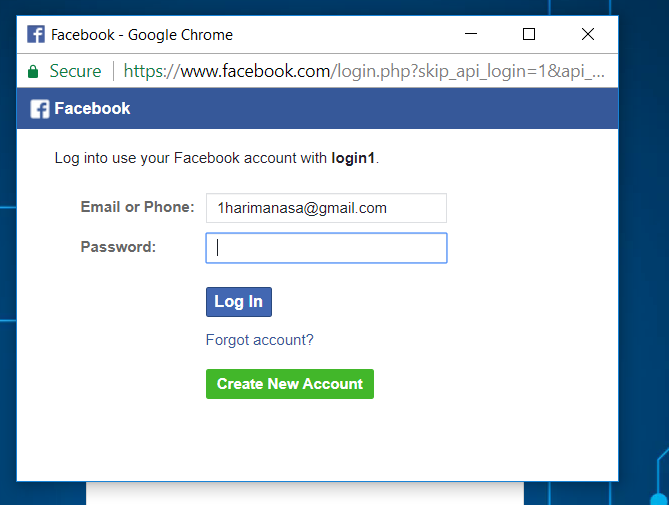 Facebook - Google Chrome
Secure | https://www.facebook.com/login.php?skip_api_login=1&api_...
Facebook
Log into use your Facebook account with login1.
Email or Phone: 1harimanasa@gmail.com
Password:
Log In
Forgot account?
Create New Account